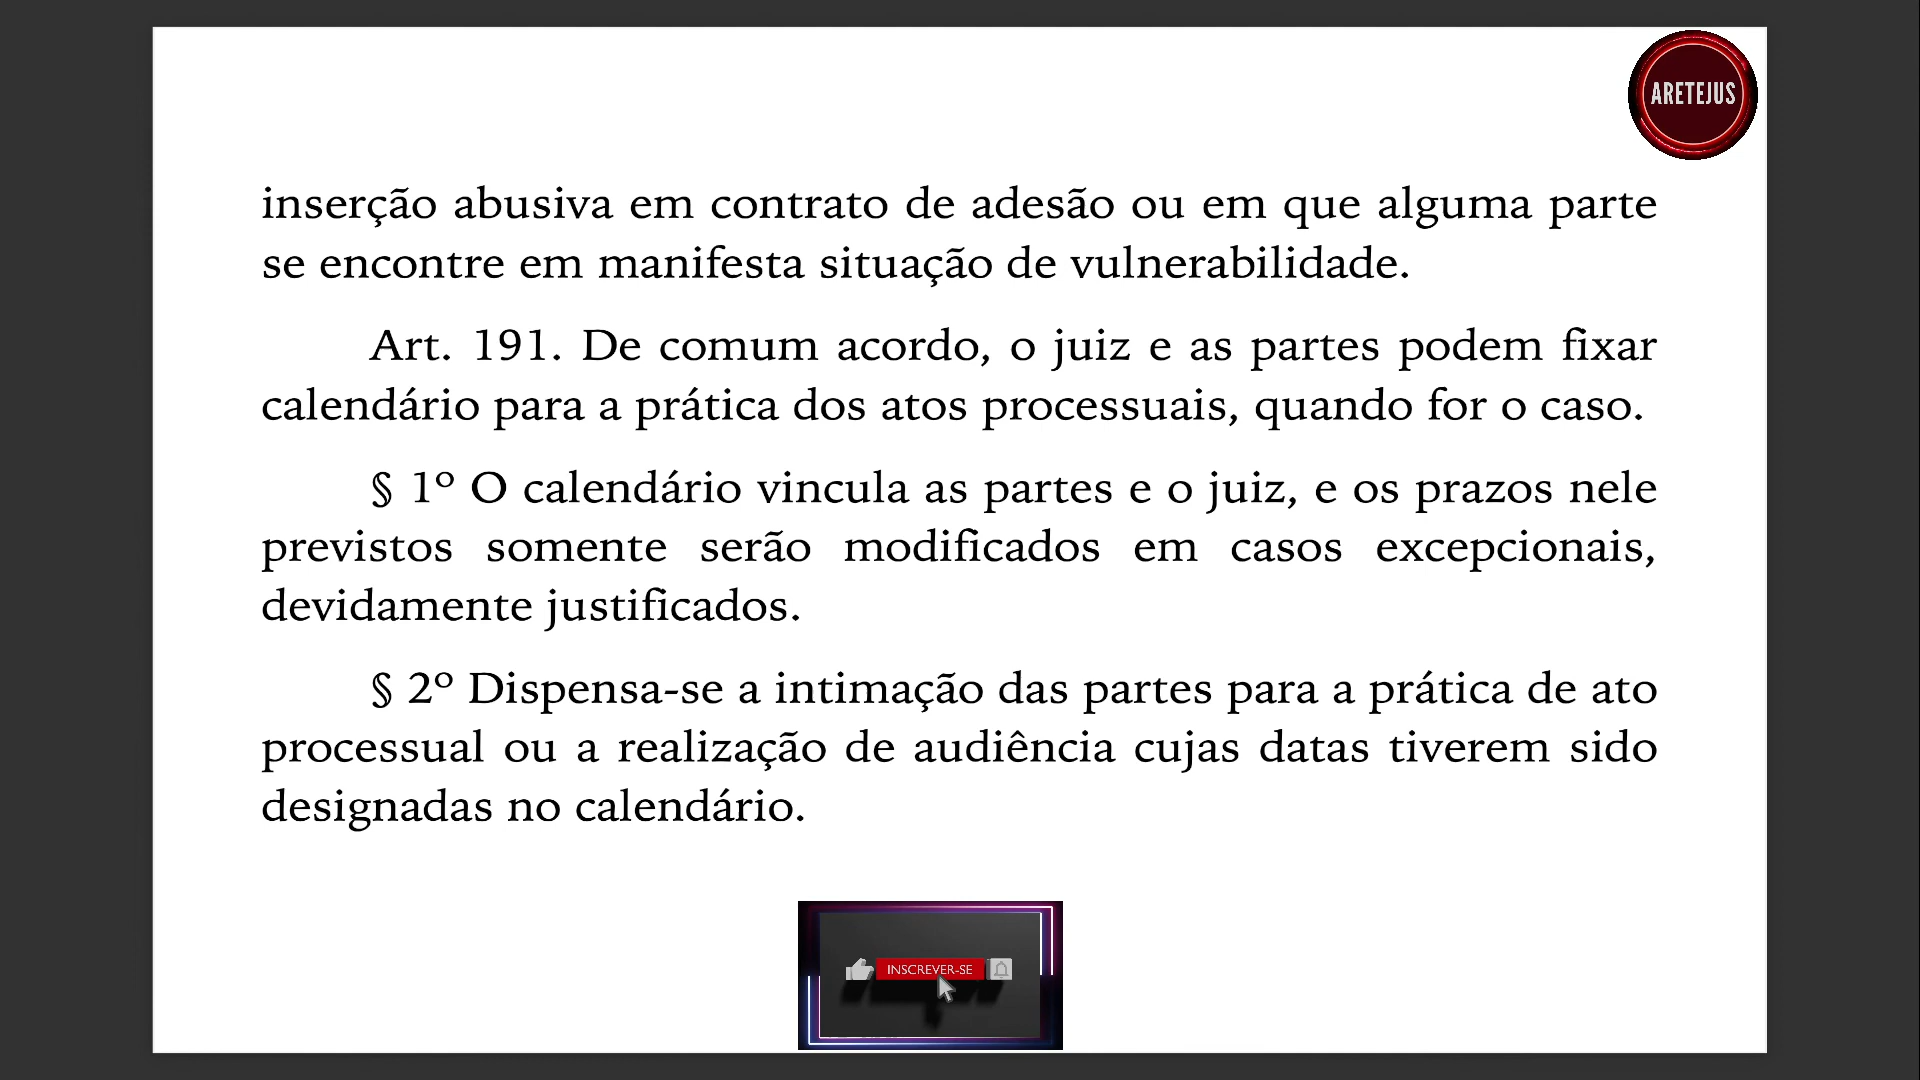 ARETEJUS
inserção abusiva em contrato de adesão ou em que alguma parte
se encontre em manifesta situação de vulnerabilidade.
Art. 191. De comum acordo, o juiz e as partes podem fixar
calendário para a prática dos atos processuais, quando for o caso.
§ 1º O calendário vincula as partes e o juiz, e os prazos nele
previstos somente serão modificados em casos excepcionais,
devidamente justificados.
§ 2º Dispensa-se a intimação das partes para a prática de ato
processual ou a realização de audiência cujas datas tiverem sido
designadas no calendário.
INSCREVER-SE